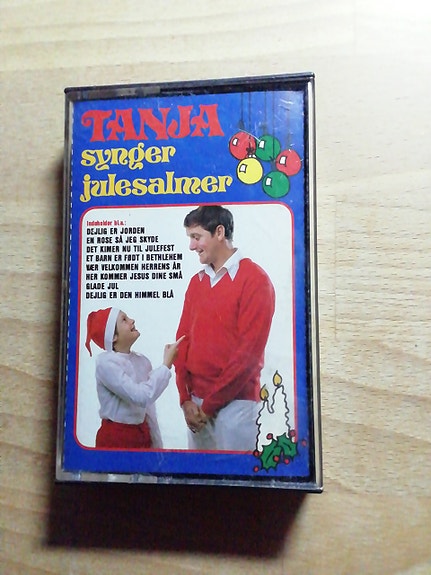 TANJA
synger
julesalmer
Indeholder bl.a.:
DEJLIG ER JORDEN
EN ROSE SÅ JEG SKYDE
DET KIMER NU TIL JULEFEST
ET BARN ER FØDT I BETHLEHEM
VÆR VELKOMMEN HERRENS ÅR
HER KOMMER JESUS DINE SMÅ
GLADE JUL
DEJLIG ER DEN HIMMEL BLÅ